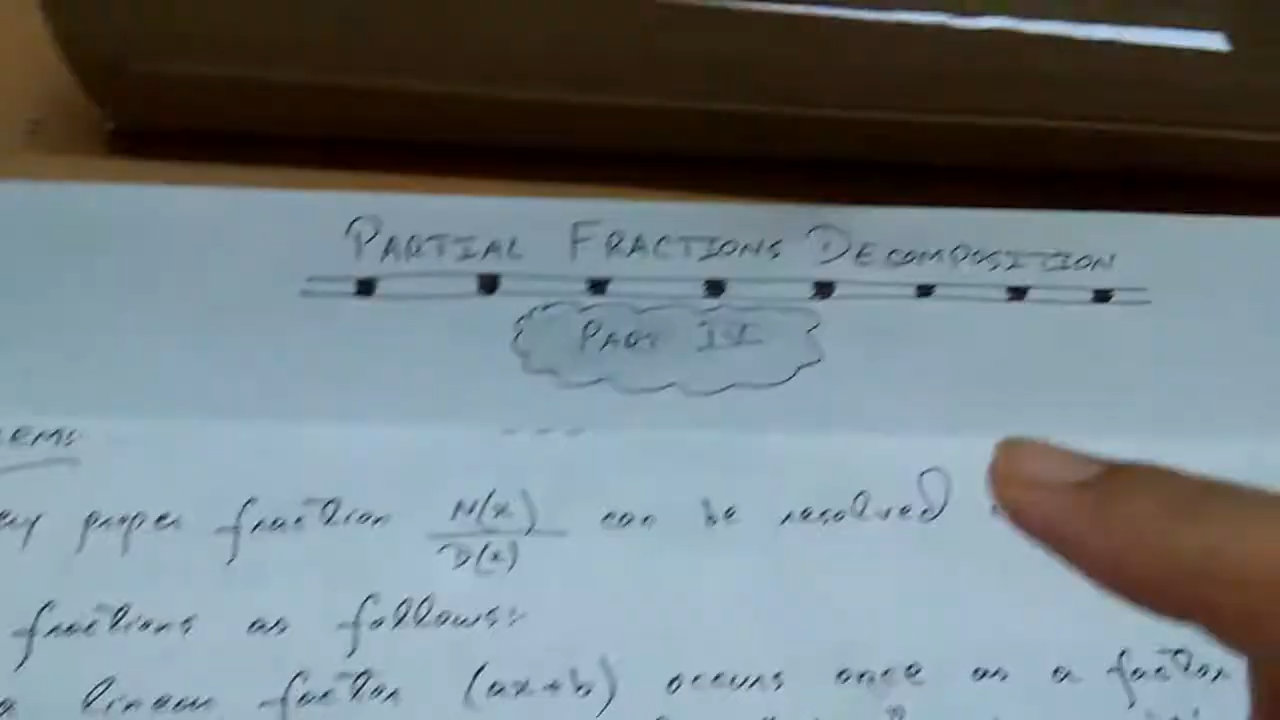 PARTIAL FRACTIONS DECOMPOSITION
PART IV
proper fraction N(x)/D(x) can be resolved
fractions as follows:
a linear factor (ax+b) occurs once as a factor